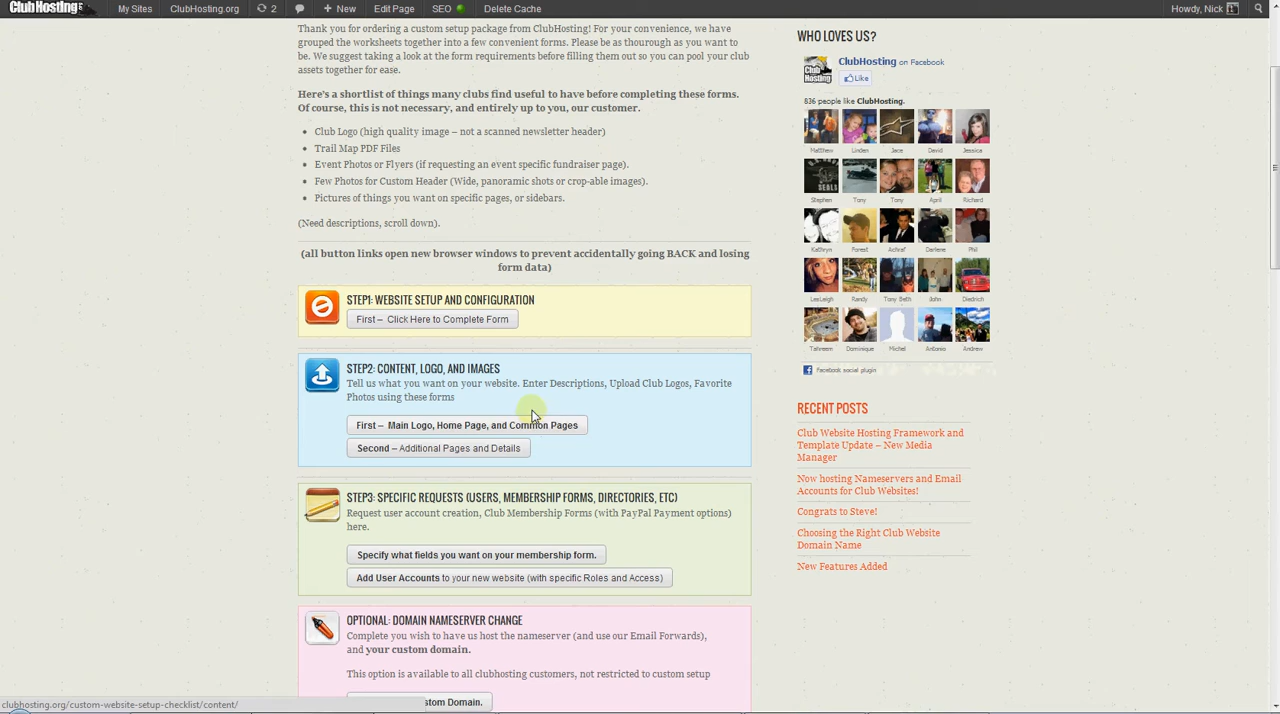 ClubHosting
My Sites
ClubHosting.org
2
+ New
Edit Page
SEO
Delete Cache
Howdy, Nick
Thank you for ordering a custom setup package from ClubHosting! For your convenience, we have
grouped the worksheets together into a few convenient forms. Please be as thourough as you want to
be. We suggest taking a look at the form requirements before filling them out so you can pool your club
assets together for ease.
Here's a shortlist of things many clubs find useful to have before completing these forms.
Of course, this is not necessary, and entirely up to you, our customer.
• Club Logo (high quality image – not a scanned newsletter header)
• Trail Map PDF Files
• Event Photos or Flyers (if requesting an event specific fundraiser page).
• Few Photos for Custom Header (Wide, panoramic shots or crop-able images).
• Pictures of things you want on specific pages, or sidebars.
(Need descriptions, scroll down).
(all button links open new browser windows to prevent accidentally going BACK and losing
form data)
STEP1: WEBSITE SETUP AND CONFIGURATION
First – Click Here to Complete Form
STEP2: CONTENT, LOGO, AND IMAGES
Tell us what you want on your website. Enter Descriptions, Upload Club Logos, Favorite
Photos using these forms
First – Main Logo, Home Page, and Common Pages
Second – Additional Pages and Details
STEP3: SPECIFIC REQUESTS (USERS, MEMBERSHIP FORMS, DIRECTORIES, ETC)
Request user account creation, Club Membership Forms (with PayPal Payment options)
here.
Specify what fields you want on your membership form.
Add User Accounts to your new website (with specific Roles and Access)
OPTIONAL: DOMAIN NAMESERVER CHANGE
Complete you wish to have us host the nameserver (and use our Email Forwards),
and your custom domain.
This option is available to all clubhosting customers, not restricted to custom setup
stom Domain.
clubhosting.org/custom-website-setup-checklist/content/
WHO LOVES US?
Club Hosting
ClubHosting on Facebook
Like
836 people like ClubHosting.
Matthew Linden Jace David Jessica
SEALS
Stephen Tony Tony April Richard
Kathryn Forest Achraf Darlene Phil
LeeLeigh Randy Tony Beth John Diedrich
Tahreem Dominique Michel Antonio Andrew
Facebook social plugin
RECENT POSTS
Club Website Hosting Framework and
Template Update – New Media
Manager
Now hosting Nameservers and Email
Accounts for Club Websites!
Congrats to Steve!
Choosing the Right Club Website
Domain Name
New Features Added